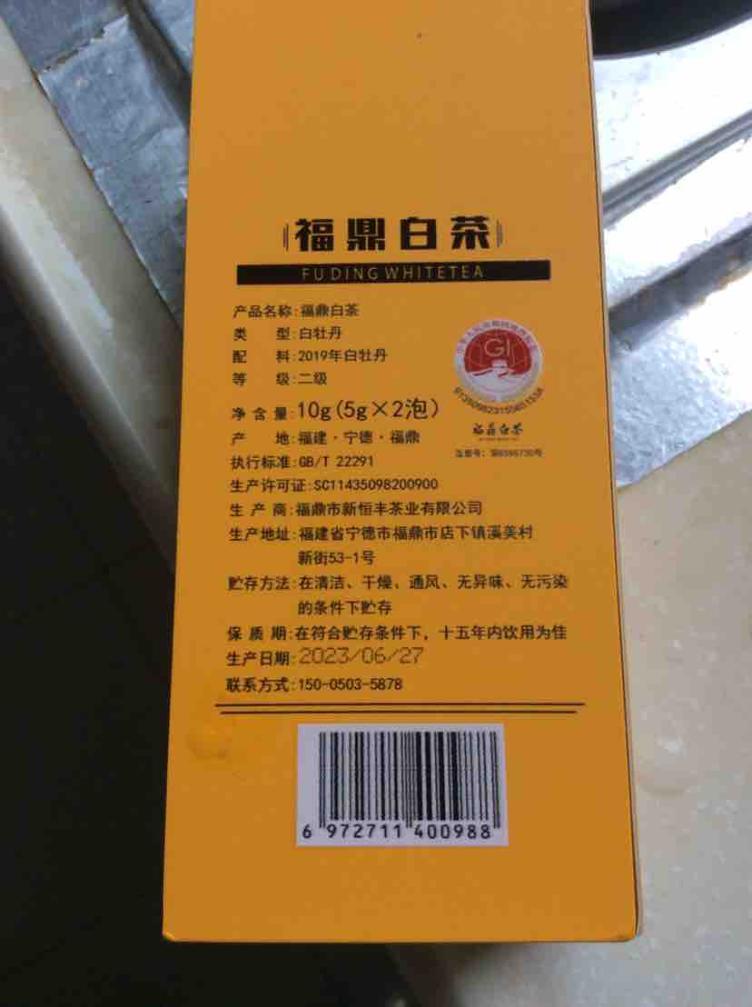 福鼎白茶
FUDINGWHITETEA
产品名称:福鼎白茶
类 型:白牡丹
配 料:2019年白牡丹
等 级:二级
净含量:10g(5g×2泡)
产 地:福建·宁德·福鼎
执行标准:GB/T 22291
生产许可证:SC11435098200900
生 产 商:福鼎市新恒丰茶业有限公司
生产地址:福建省宁德市福鼎市店下镇溪美村
新街53-1号
贮存方法:在清洁、干燥、通风、无异味、无污染
的条件下贮存
保 质 期:在符合贮存条件下，十五年内饮用为佳
生产日期:2023/06/27
联系方式:150-0503-5878
GI
福鼎白茶
6 972711 400988